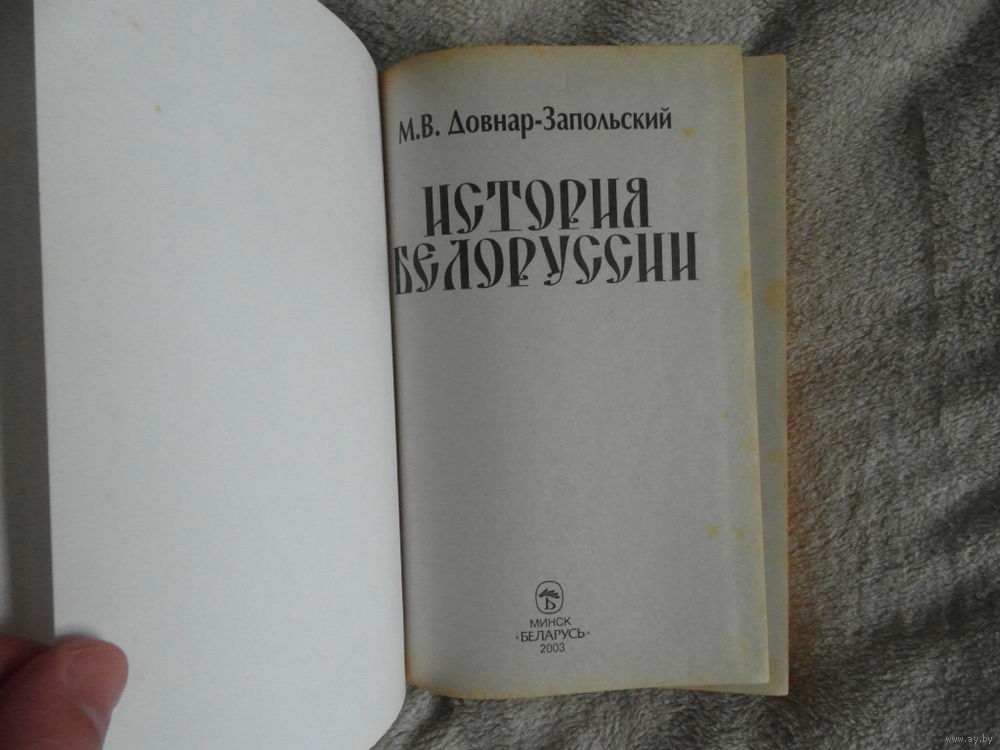 М.В. Довнар-Запольский
ИСТОРИЯ
БЕЛОРУССИИ
Б
МИНСК
«БЕЛАРУСЬ»
2003
www.ay.by